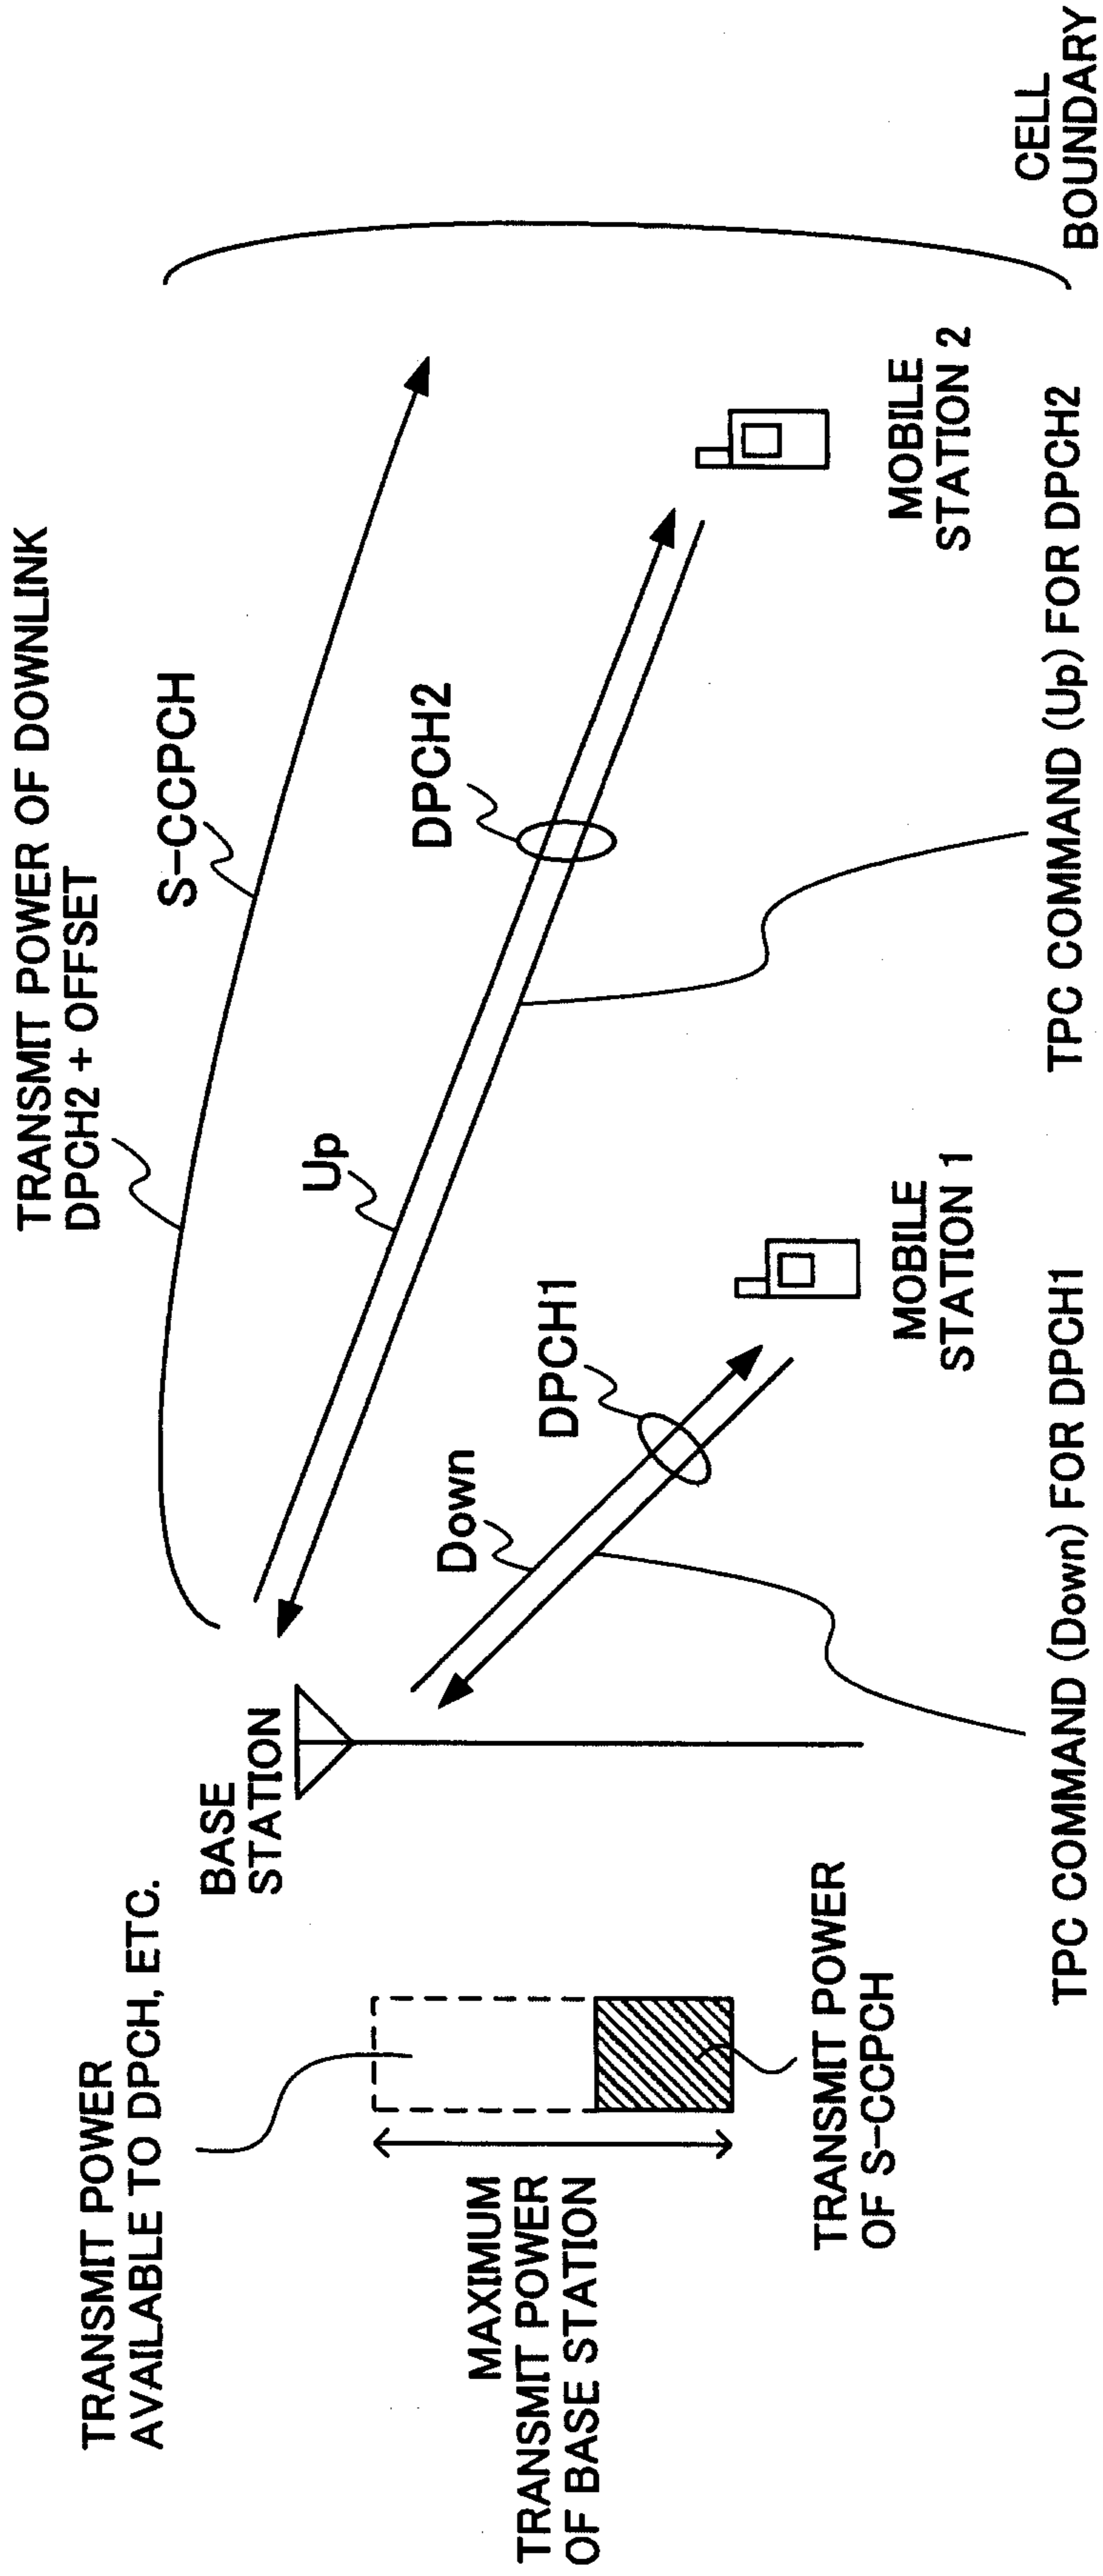 TRANSMIT POWER OF DOWNLINK
DPCH2 + OFFSET
TRANSMIT POWER
AVAILABLE TO DPCH, ETC.
S-CCPCH
BASE
STATION
Up
DPCH2
MAXIMUM
TRANSMIT POWER
OF BASE STATION
Down
DPCH1
TRANSMIT POWER
OF S-CCPCH
MOBILE
STATION 1
MOBILE
STATION 2
CELL
BOUNDARY
TPC COMMAND (Down) FOR DPCH1
TPC COMMAND (Up) FOR DPCH2